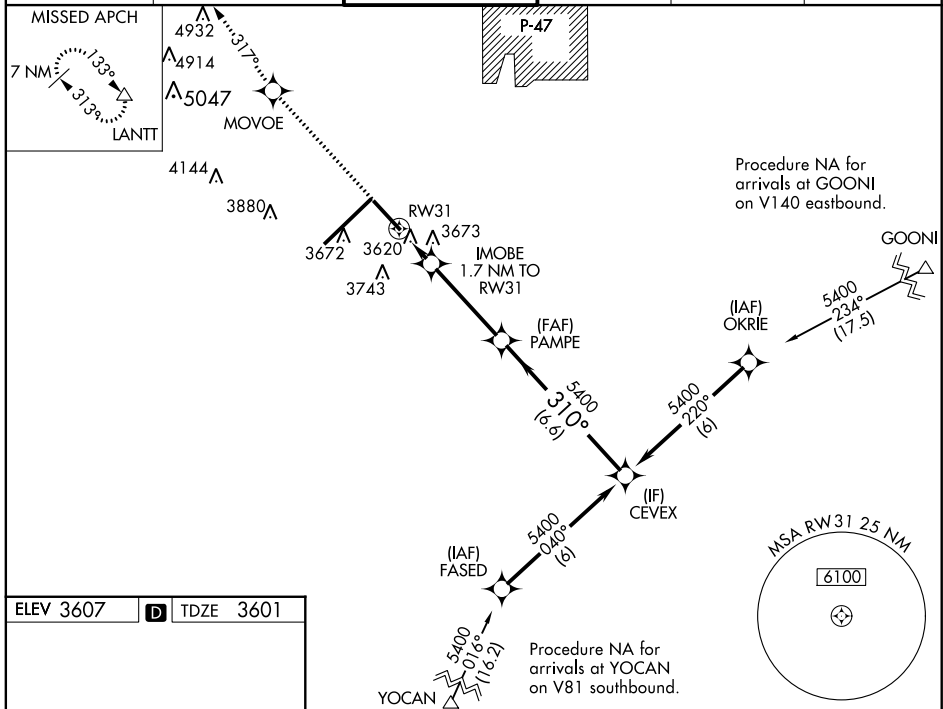 MISSED APCH
7 NM
133°
313°
LANTT
4932
4914
5047
317°
MOVOE
P-47
4144
3880
RW31
3672
3620
3673
3743
IMOBE
1.7 NM TO
RW31
Procedure NA for
arrivals at GOONI
on V140 eastbound.
GOONI
5400
234°
(17.5)
(IAF)
OKRIE
(FAF)
PAMPE
5400
310°
(6.6)
5400
220°
(6)
(IF)
CEVEX
5400
040°
(6)
(IAF)
FASED
MSA RW31 25 NM
6100
ELEV 3607
D
TDZE 3601
5400
016°
(16.2)
YOCAN
Procedure NA for
arrivals at YOCAN
on V81 southbound.